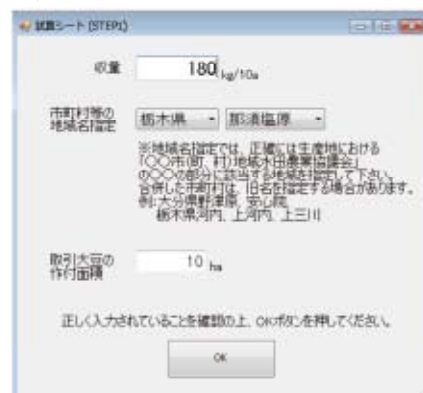 試算シート (STEP1)
収量 180 kg/10a
市町村等の
地域名指定 栃木県 那須塩原
※地域名指定では、正確には生産地における
「〇〇市(町、村)地域水田農業協議会」
の〇〇の部分に該当する地域を指定して下さい。
合併した市町村は、旧名を指定する場合があります。
例:大分県野津原、安心院、
栃木県河内、上河内、上三川
取引大豆の
作付面積 10 ha
正しく入力されていることを確認の上、OKボタンを押してください。
OK